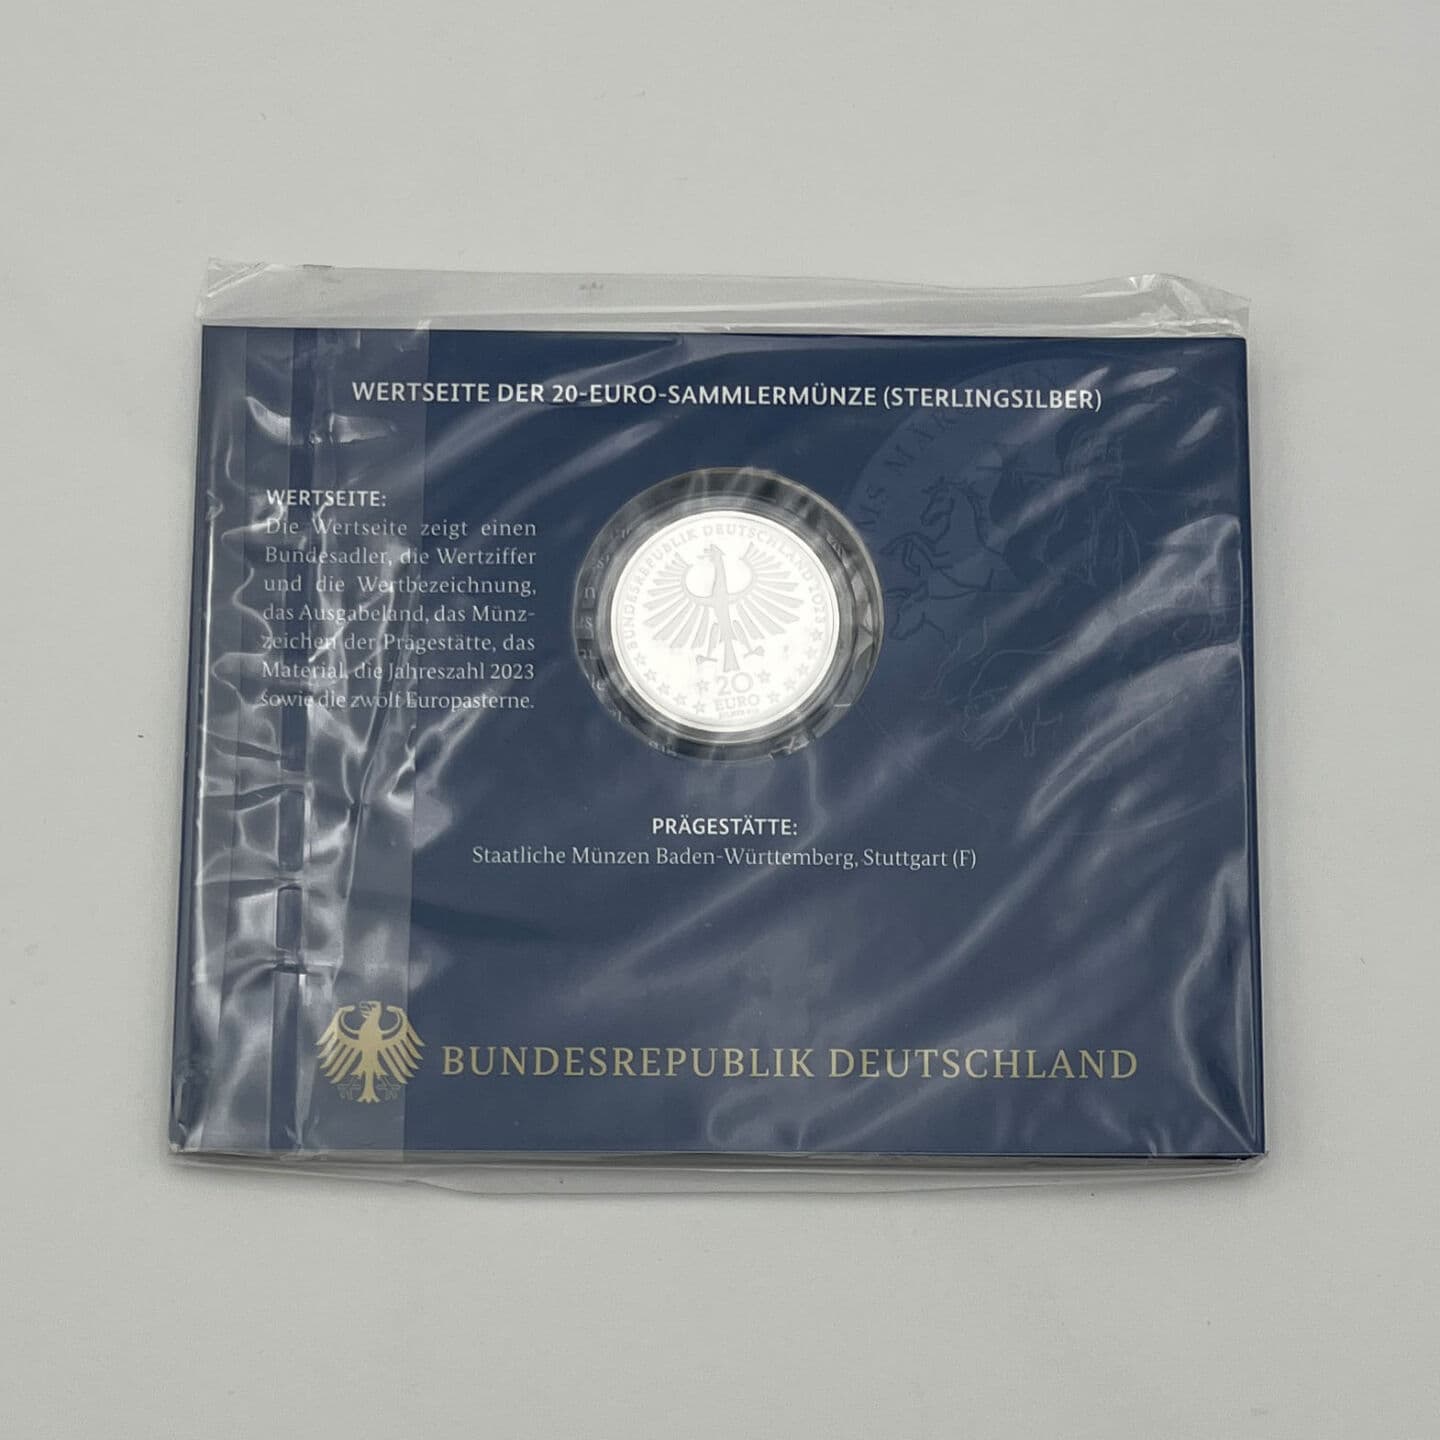 WERTSEITE DER 20-EURO-SAMMLERMÜNZE (STERLINGSILBER)
WERTSEITE:
Die Wertseite zeigt einen
Bundesadler, die Wertziffer
und die Wertbezeichnung,
das Ausgabeland, das Münz-
zeichen der Prägestätte, das
Material, die Jahreszahl 2023
sowie die zwölf Europasterne.
BUNDESREPUBLIK DEUTSCHLAND 2023
20
EURO
PRÄGESTÄTTE:
Staatliche Münzen Baden-Württemberg, Stuttgart (F)
BUNDESREPUBLIK DEUTSCHLAND